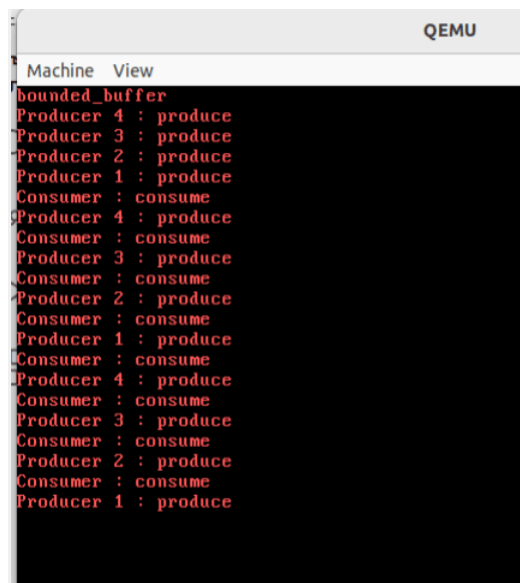 QEMU
Machine View
bounded_buffer
Producer 4 : produce
Producer 3 : produce
Producer 2 : produce
Producer 1 : produce
Consumer : consume
Producer 4 : produce
Consumer : consume
Producer 3 : produce
Consumer : consume
Producer 2 : produce
Consumer : consume
Producer 1 : produce
Consumer : consume
Producer 4 : produce
Consumer : consume
Producer 3 : produce
Consumer : consume
Producer 2 : produce
Consumer : consume
Producer 1 : produce